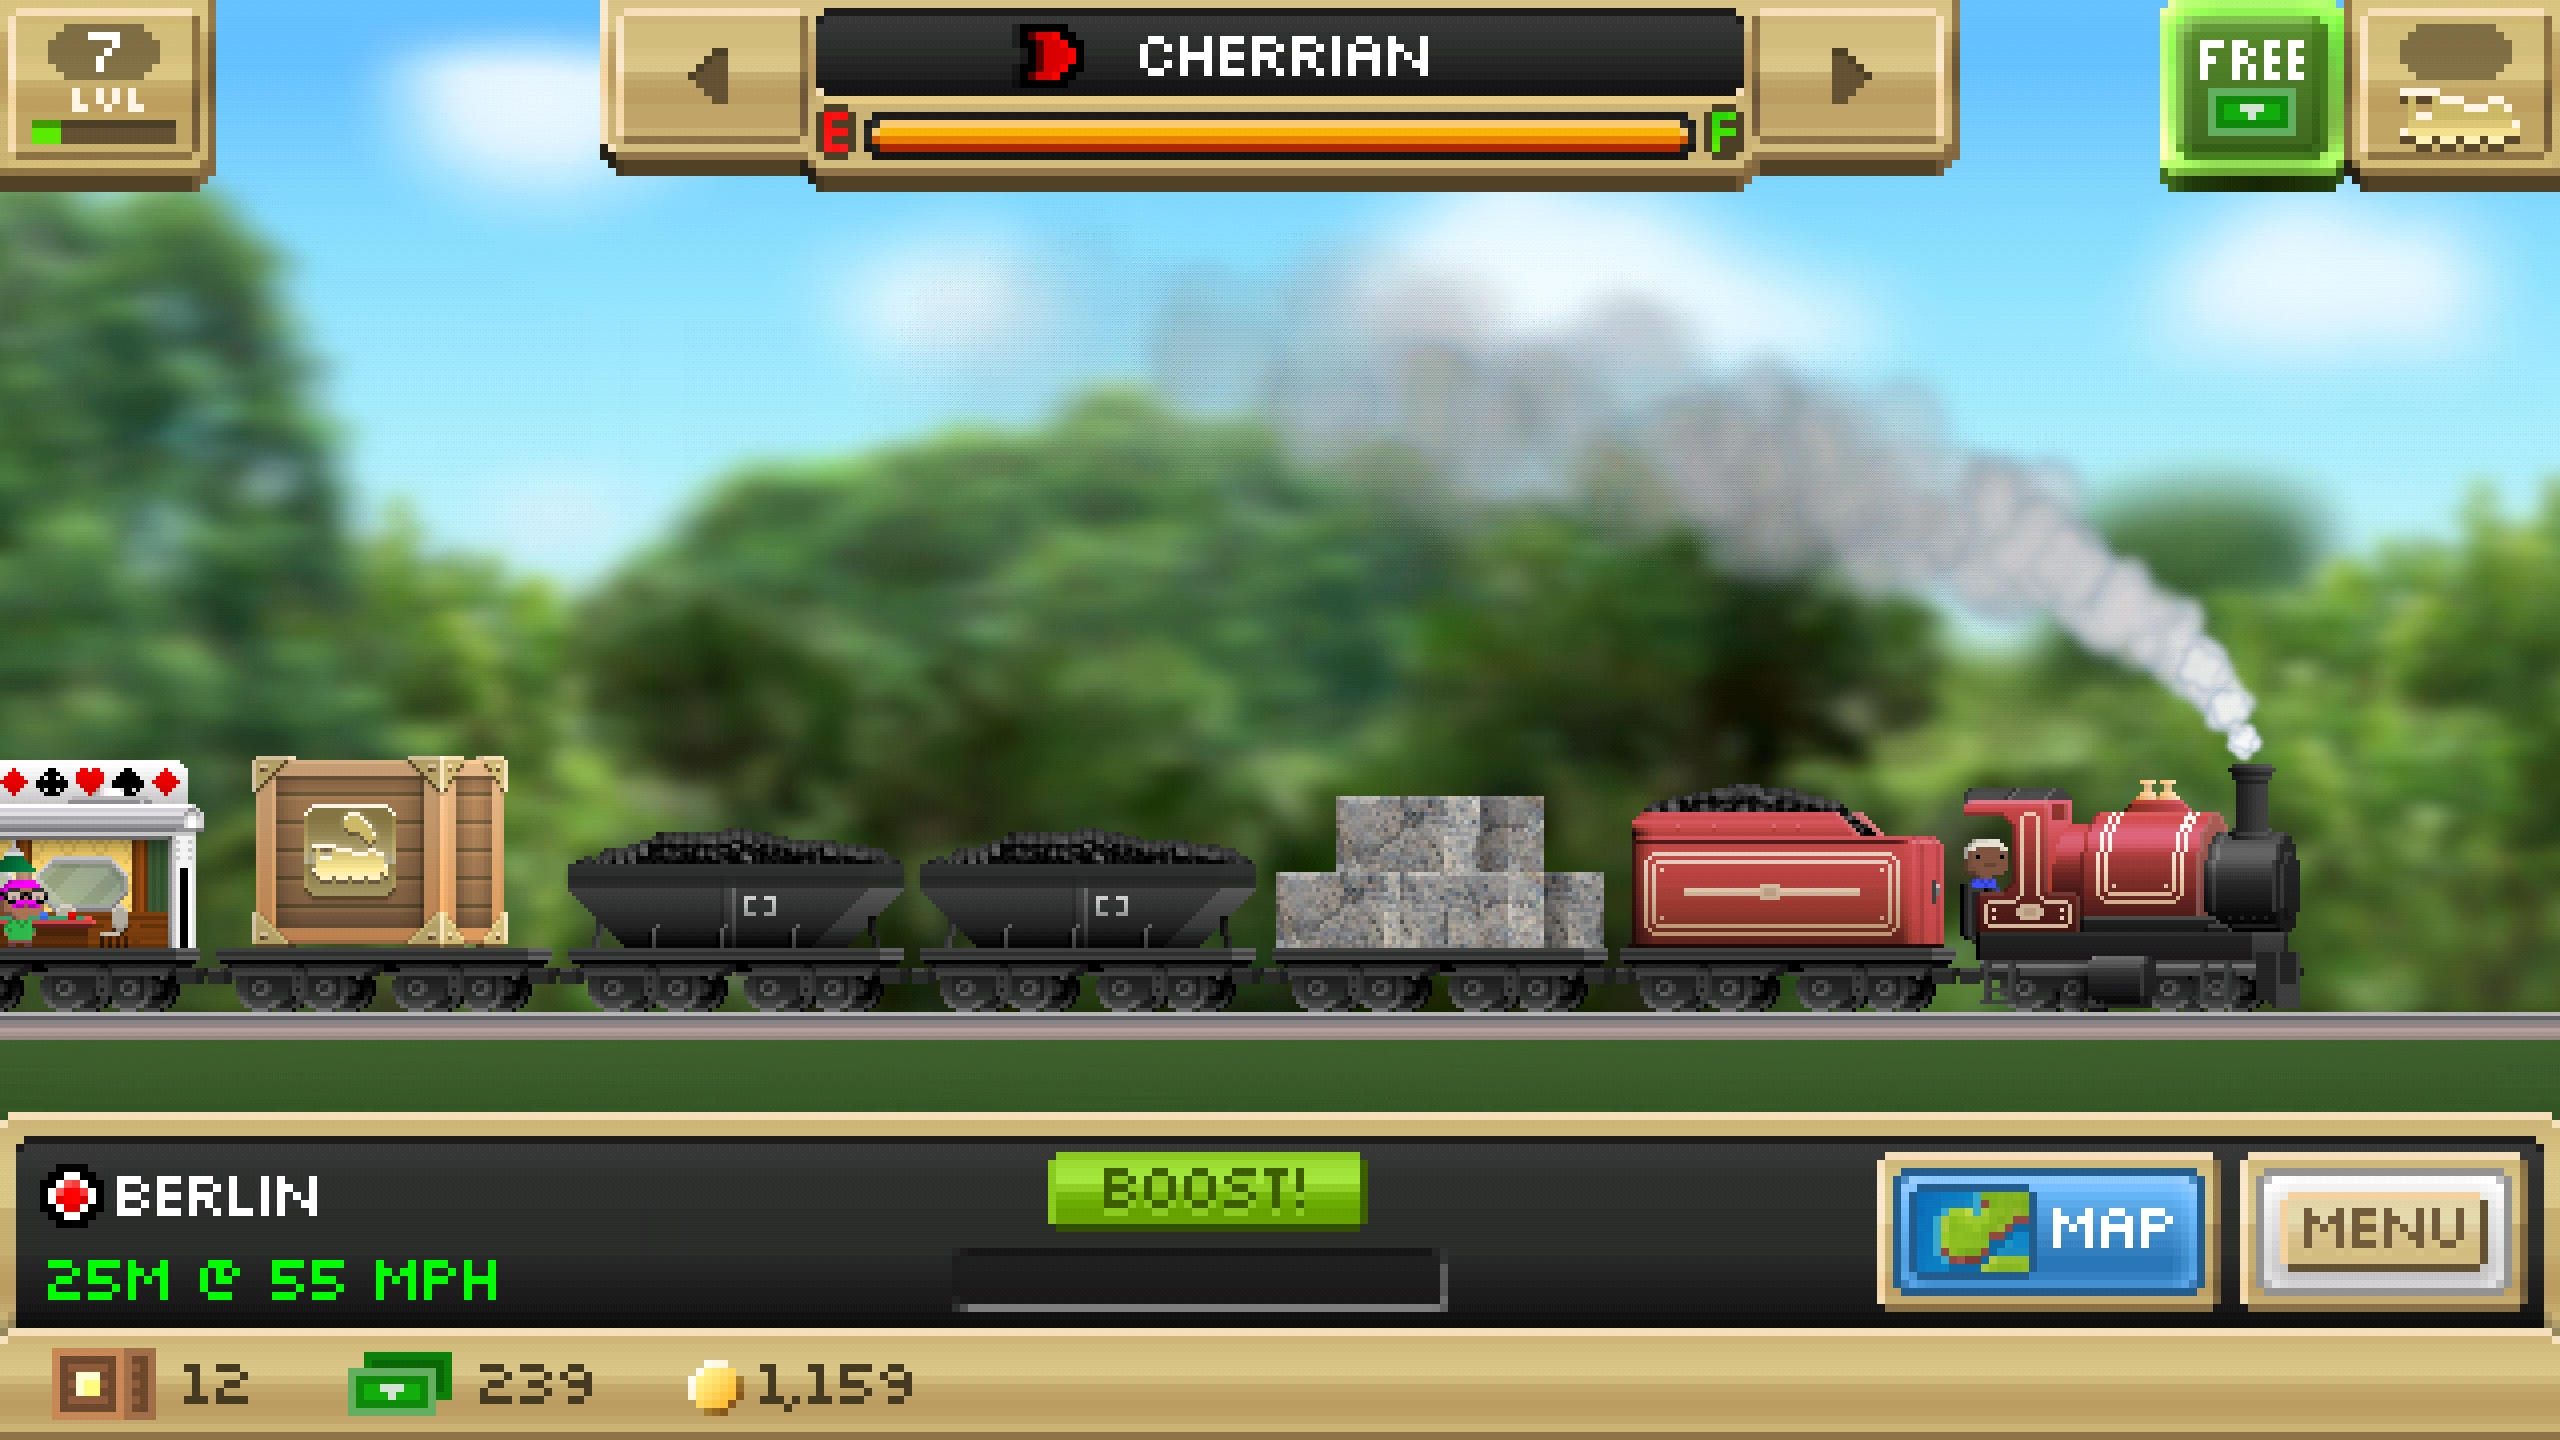 7
LVL
CHERRIAN
E F
FREE
BERLIN
25M @ 55 MPH
BOOST!
MAP
MENU
12
239
1,159